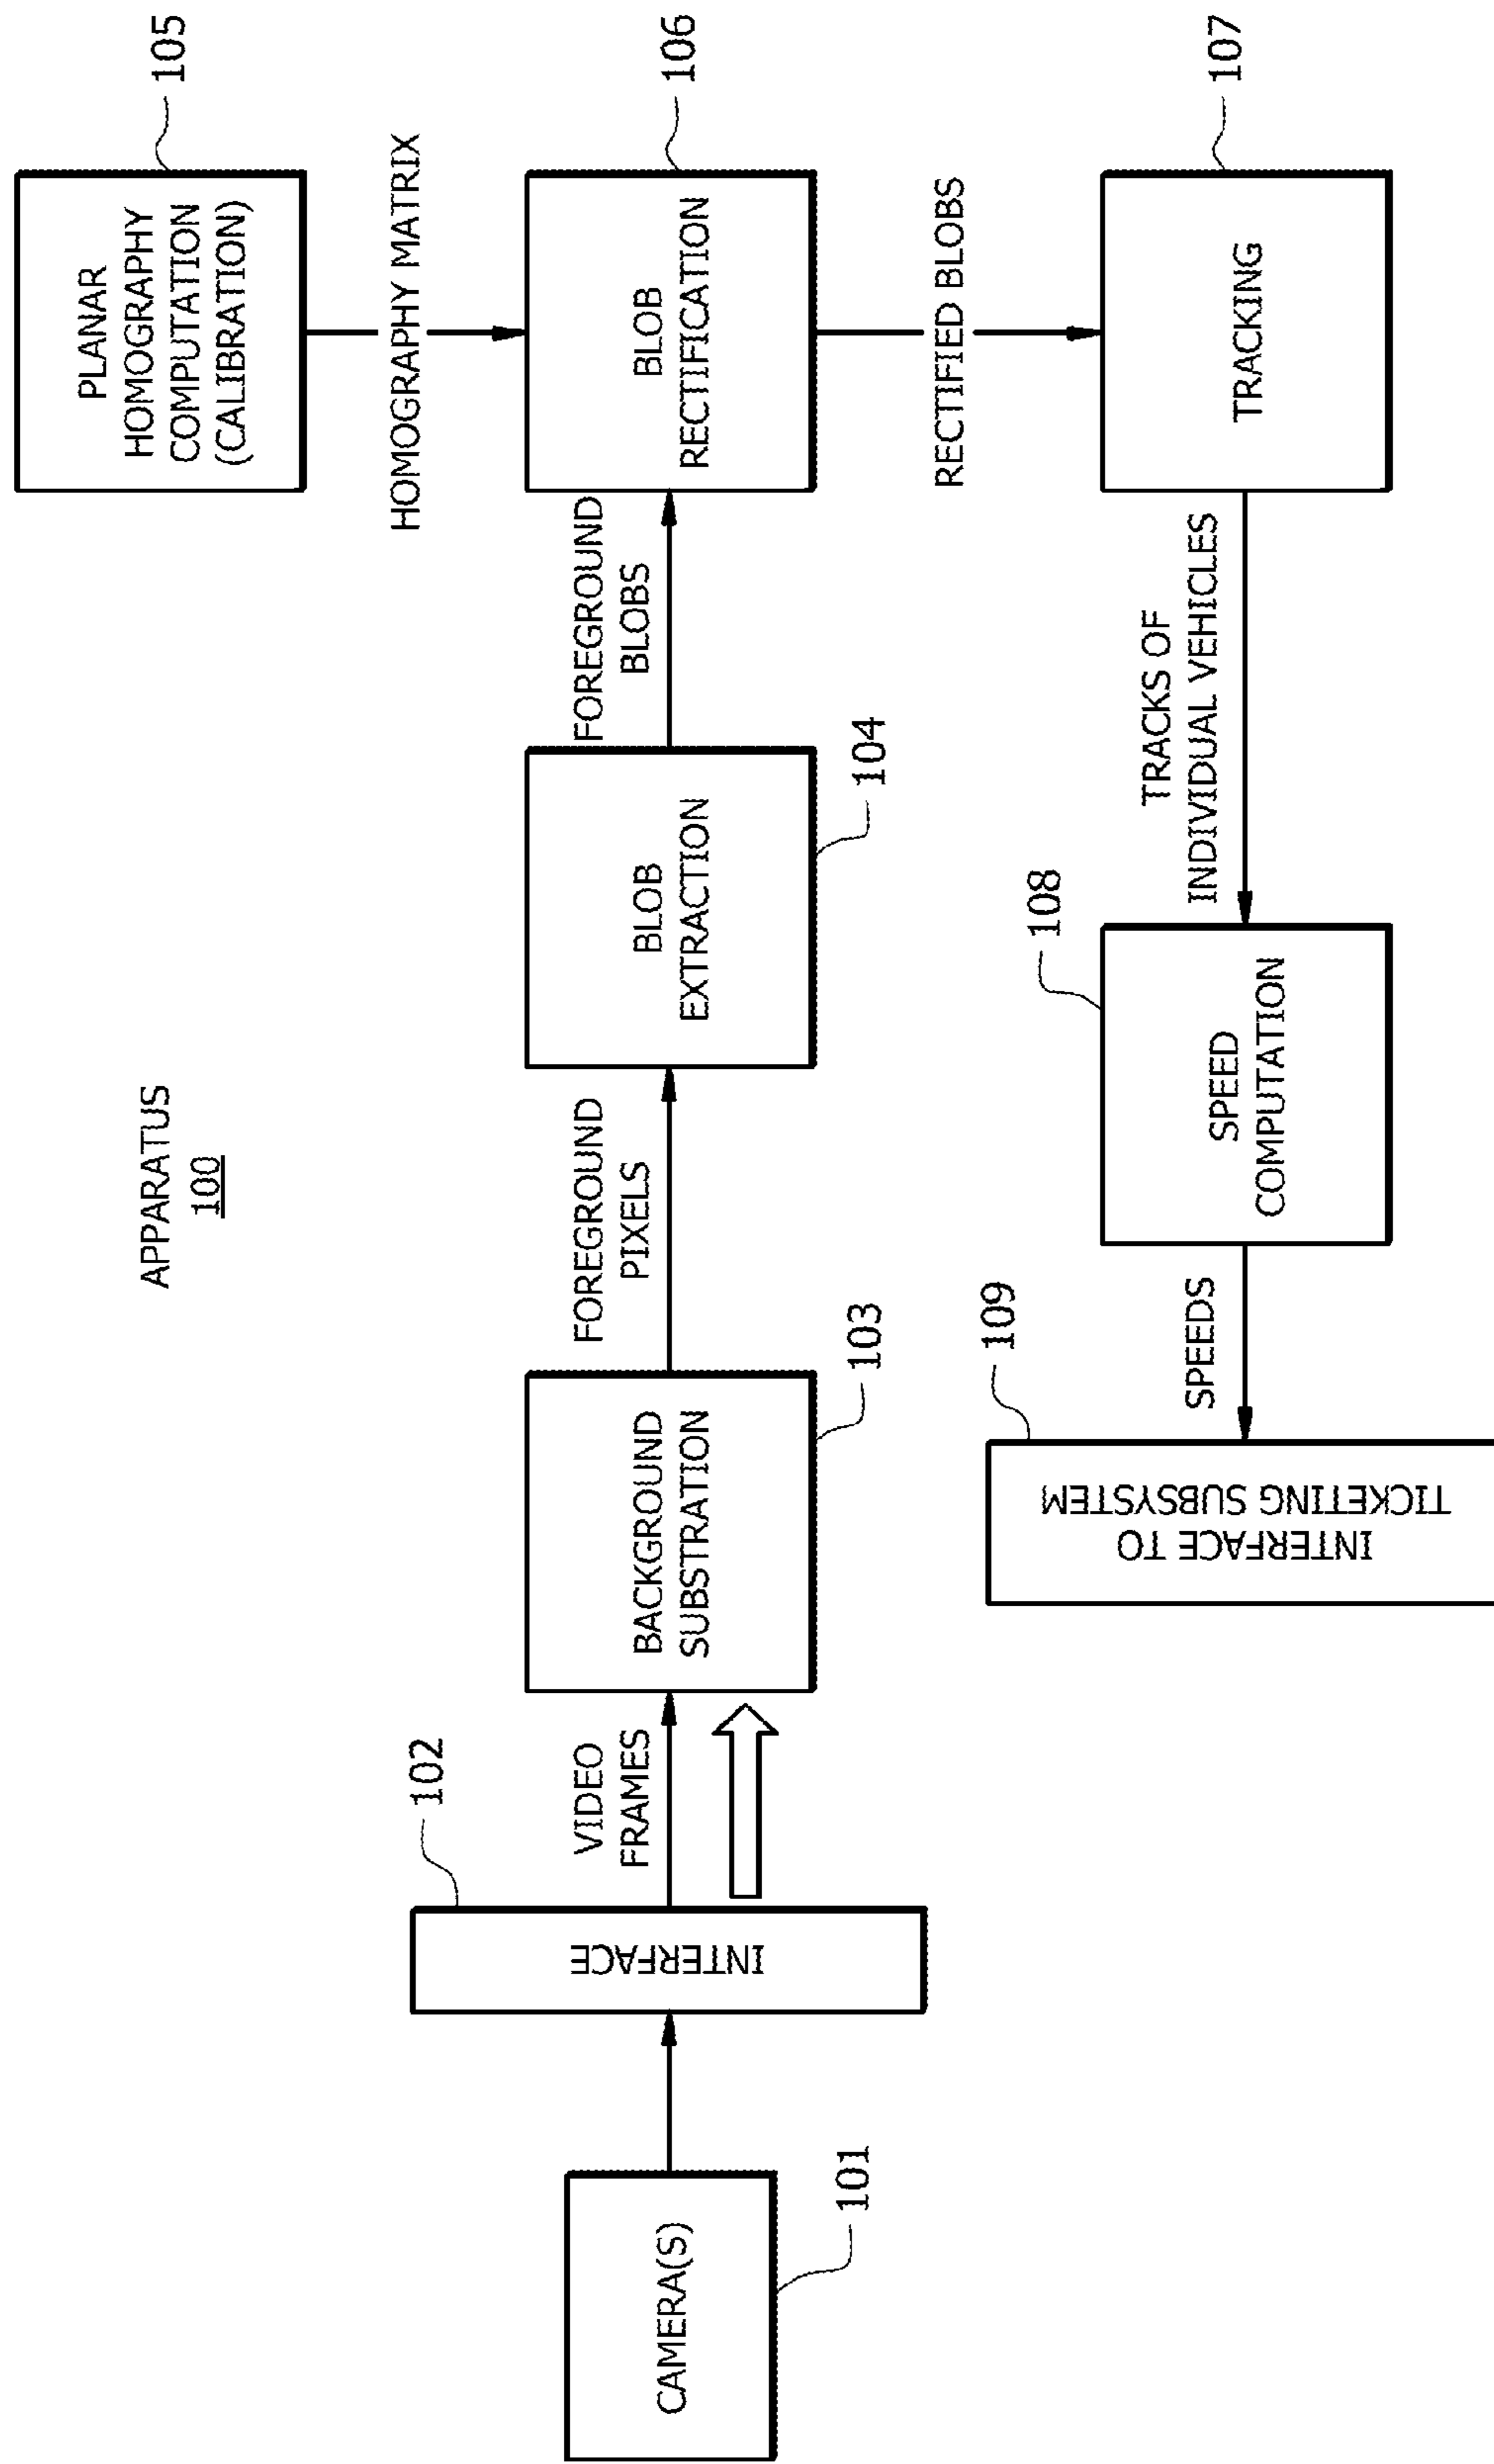 APPARATUS
100
PLANAR
HOMOGRAPHY
COMPUTATION
(CALIBRATION)
105
HOMOGRAPHY MATRIX
CAMERA(S)
101
INTERFACE
102
VIDEO
FRAMES
BACKGROUND
SUBSTRATION
103
FOREGROUND
PIXELS
BLOB
EXTRACTION
104
FOREGROUND
BLOBS
BLOB
RECTIFICATION
106
RECTIFIED BLOBS
TRACKING
107
TRACKS OF
INDIVIDUAL VEHICLES
SPEED
COMPUTATION
108
SPEEDS
INTERFACE TO
TICKETING SUBSYSTEM
109